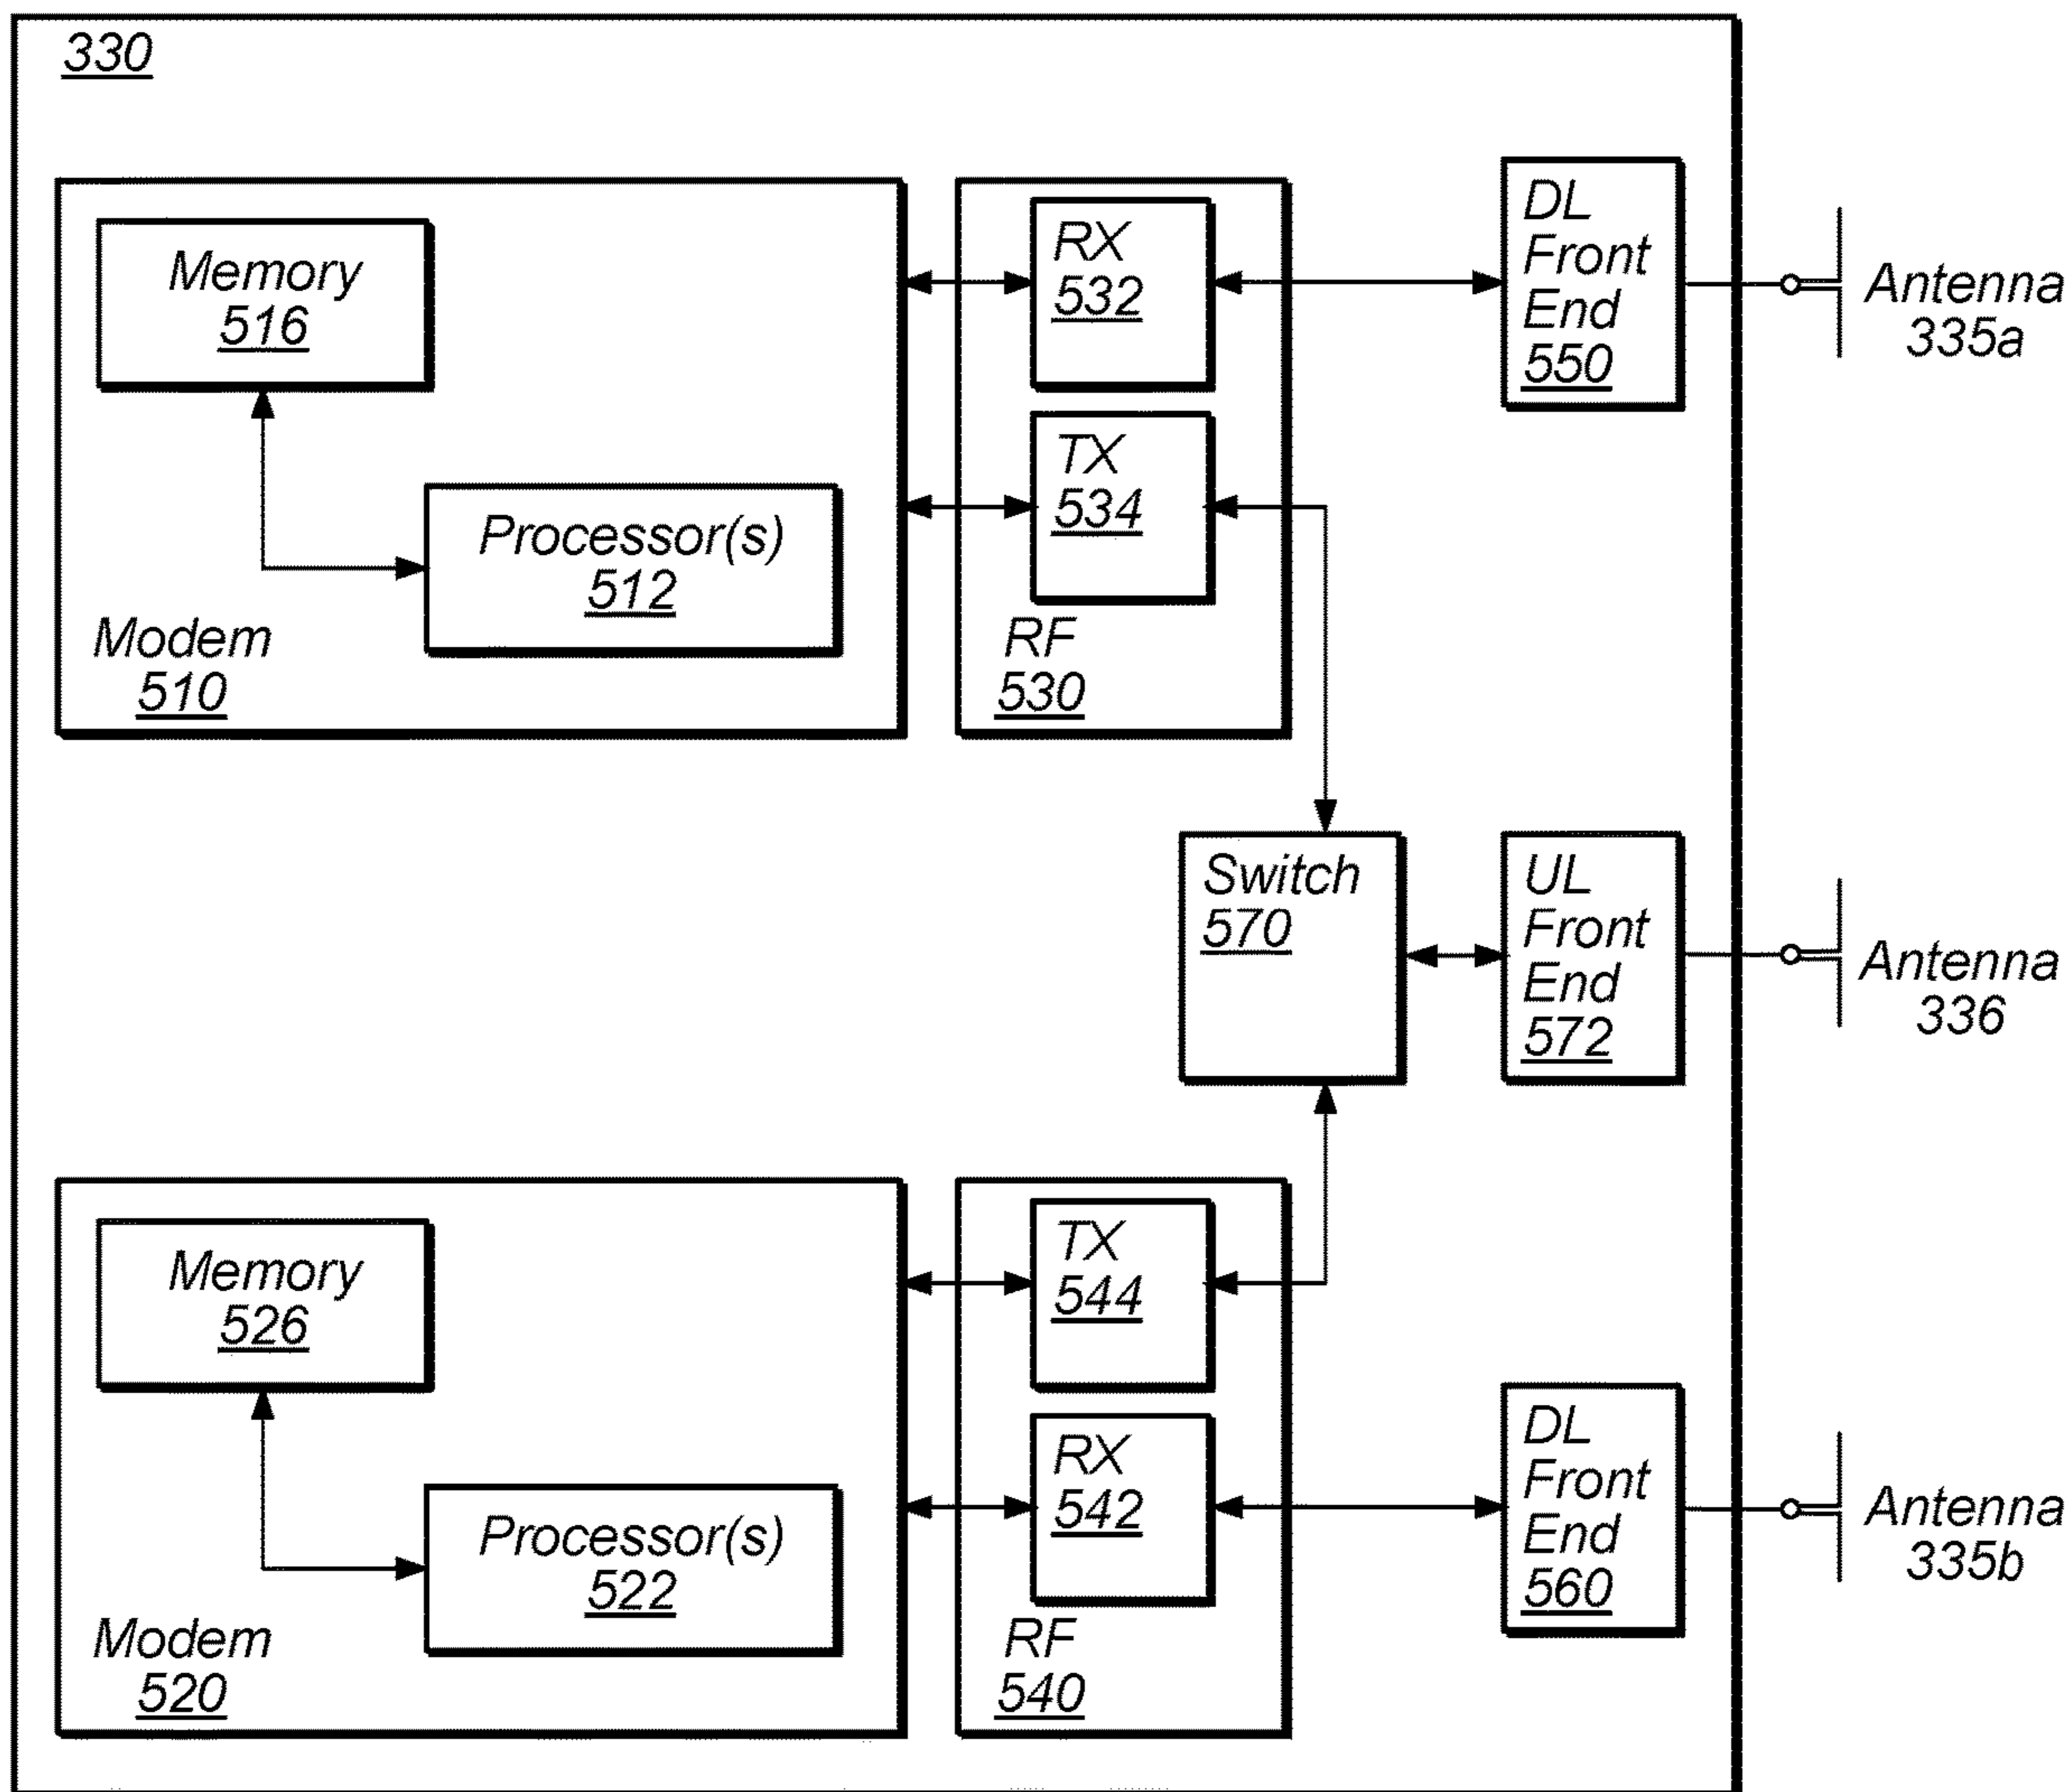 330
Memory
516
Processor(s)
512
Modem
510
RX
532
TX
534
RF
530
DL
Front
End
550
Antenna
335a
Switch
570
UL
Front
End
572
Antenna
336
Memory
526
Processor(s)
522
Modem
520
TX
544
RX
542
RF
540
DL
Front
End
560
Antenna
335b